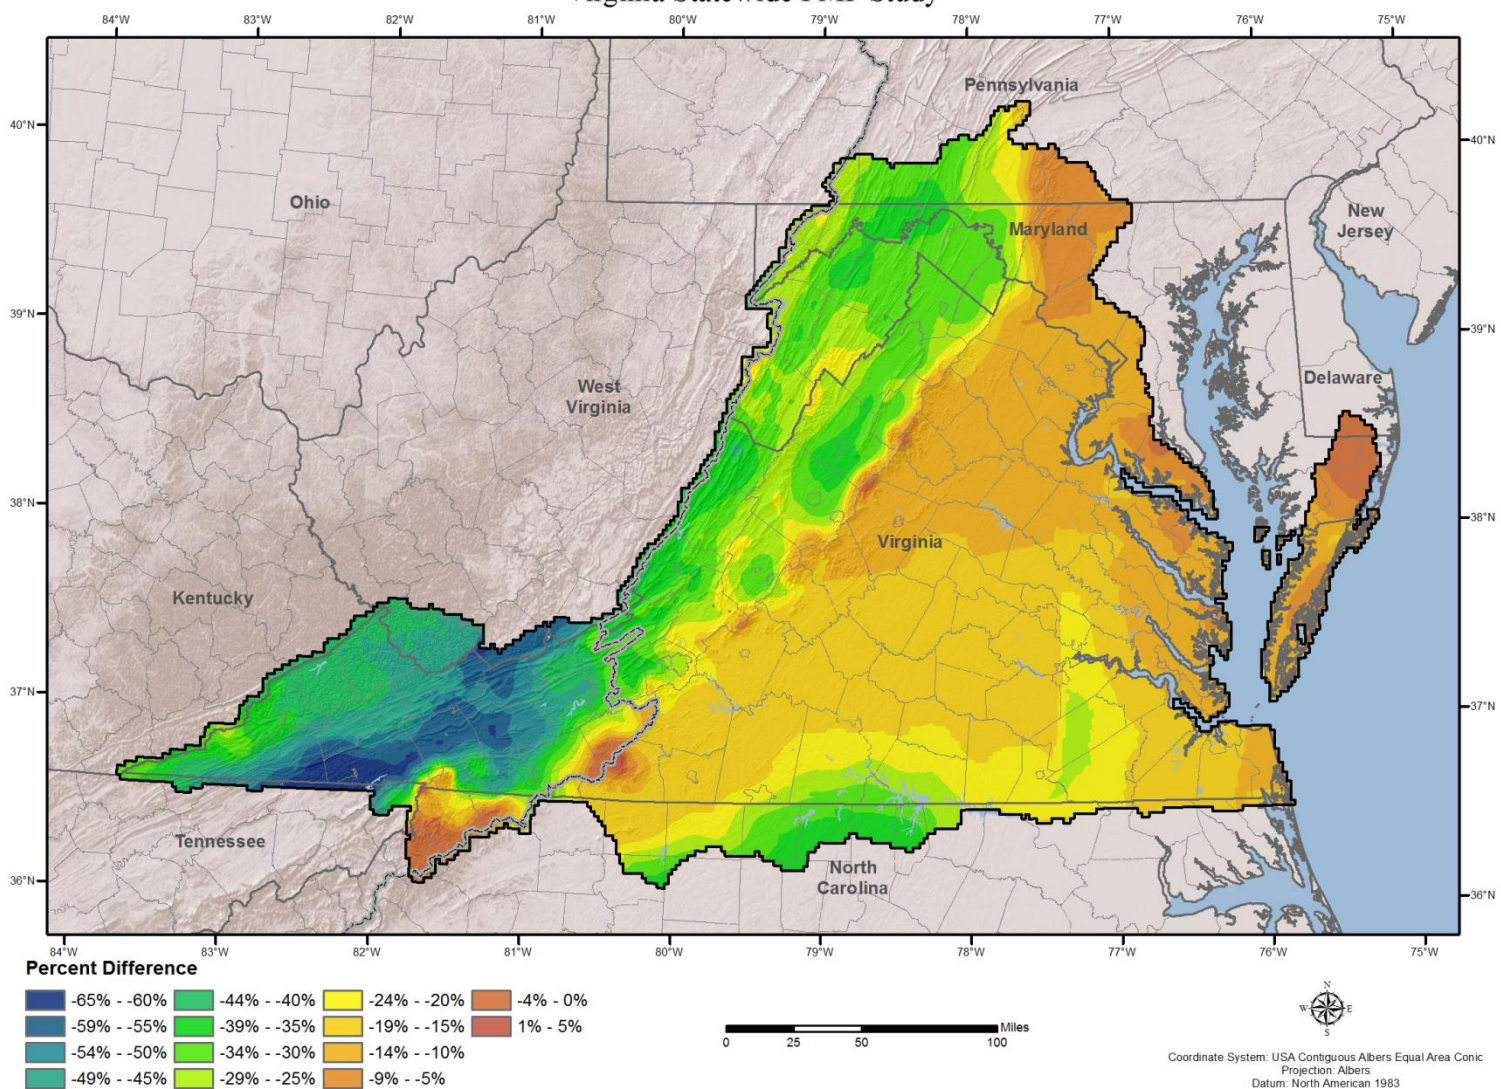 Virginia Statewide PMP Study
84°W 83°W 82°W 81°W 80°W 79°W 78°W 77°W 76°W 75°W
Pennsylvania
40°N 40°N
Ohio
New
Jersey
Maryland
39°N 39°N
West
Virginia
Delaware
38°N 38°N
Virginia
Kentucky
37°N 37°N
Tennessee
North
Carolina
36°N 36°N
84°W 83°W 82°W 81°W 80°W 79°W 78°W 77°W 76°W 75°W
Percent Difference
-65% - -60% -44% - -40% -24% - -20% -4% - 0%
-59% - -55% -39% - -35% -19% - -15% 1% - 5%
-54% - -50% -34% - -30% -14% - -10%
-49% - -45% -29% - -25% -9% - -5%
Miles
0 25 50 100
N
W E
S
Coordinate System: USA Contiguous Albers Equal Area Conic
Projection: Albers
Datum: North American 1983